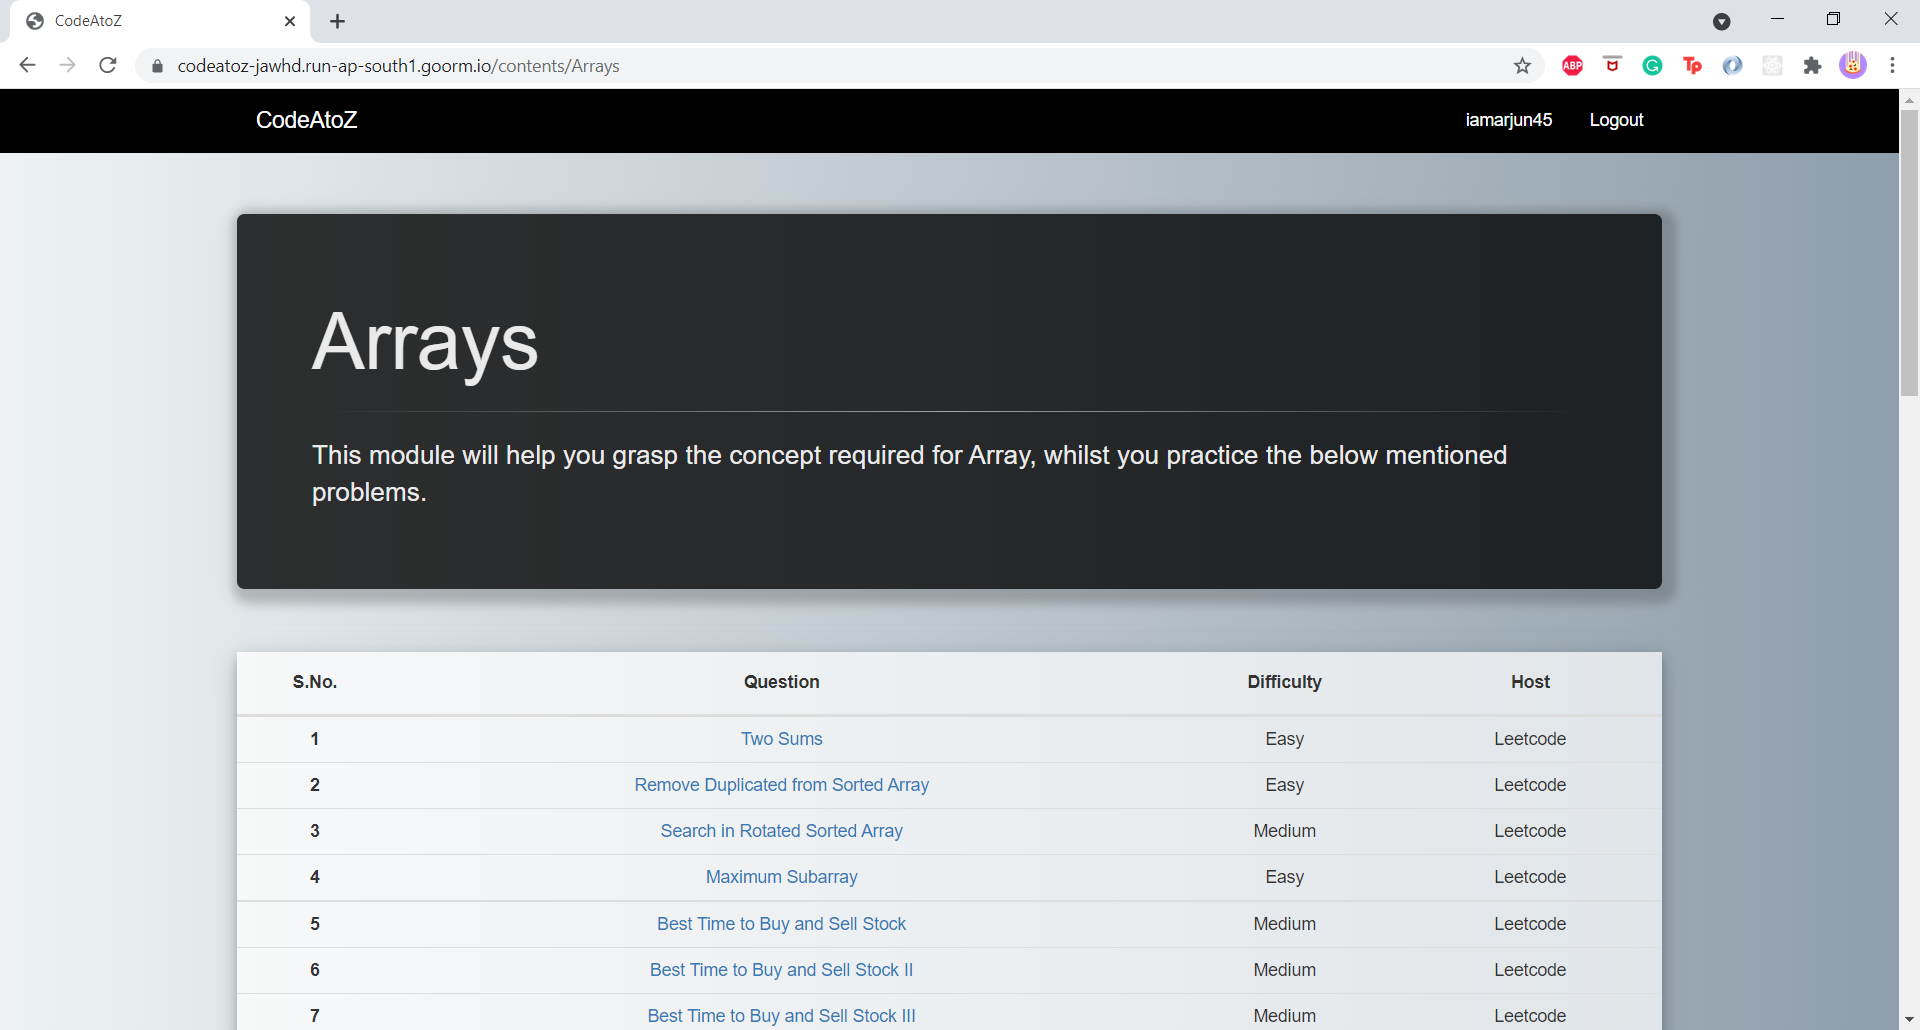 CodeAtoZ
codeatoz-jawhd.run-ap-south1.goorm.io/contents/Arrays
ABP
G
Tp
CodeAtoZ iamarjun45 Logout
Arrays
This module will help you grasp the concept required for Array, whilst you practice the below mentioned
problems.
S.No. Question Difficulty Host
1 Two Sums Easy Leetcode
2 Remove Duplicated from Sorted Array Easy Leetcode
3 Search in Rotated Sorted Array Medium Leetcode
4 Maximum Subarray Easy Leetcode
5 Best Time to Buy and Sell Stock Medium Leetcode
6 Best Time to Buy and Sell Stock II Medium Leetcode
7 Best Time to Buy and Sell Stock III Medium Leetcode